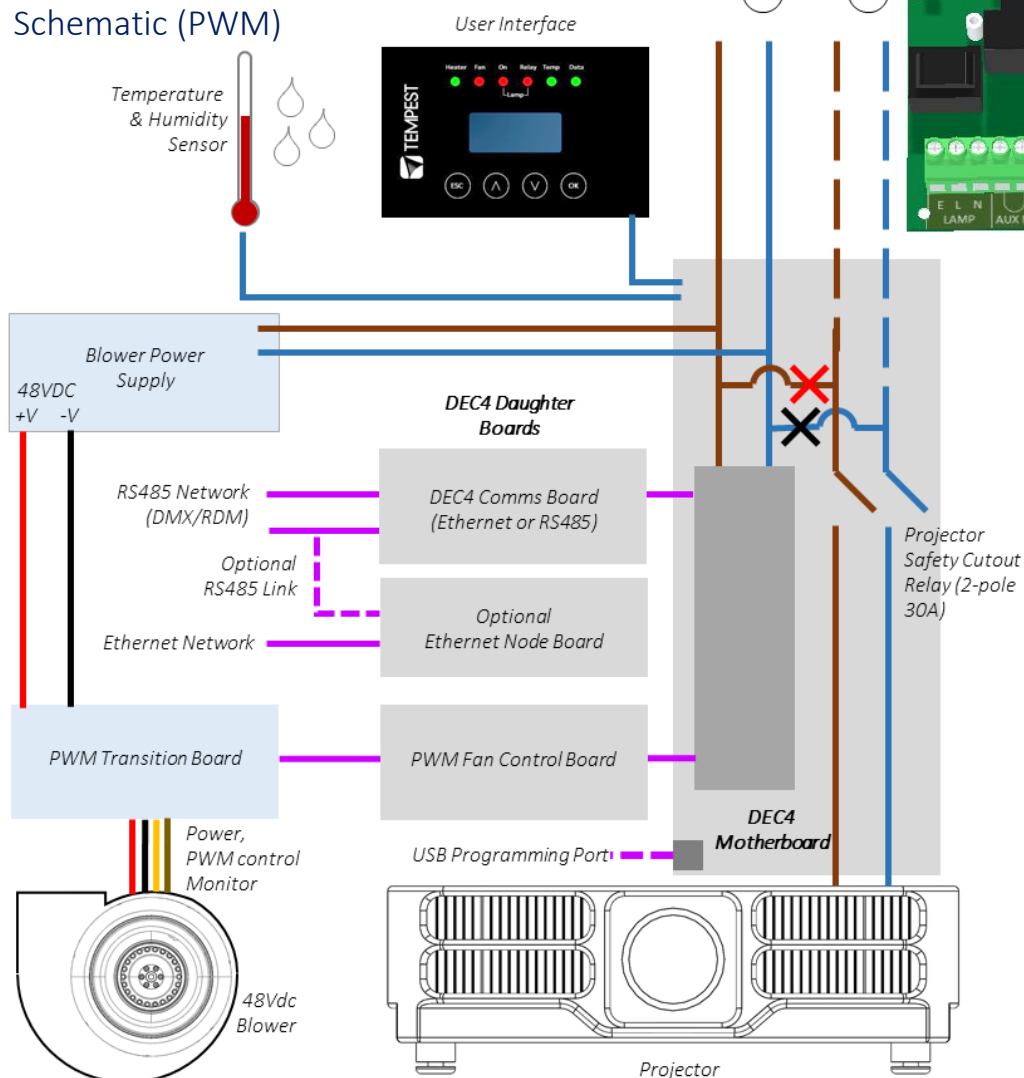 Schematic (PWM)
User Interface
Temperature
& Humidity
Sensor
Heater Fan On Relay Temp Data
Lamp
TEMPEST
ESC
OK
E L N
LAMP
AUX
Blower Power
Supply
48VDC
+V -V
DEC4 Daughter
Boards
RS485 Network
(DMX/RDM)
DEC4 Comms Board
(Ethernet or RS485)
Optional
RS485 Link
Optional
Ethernet Node Board
Ethernet Network
Projector
Safety Cutout
Relay (2-pole
30A)
PWM Transition Board
PWM Fan Control Board
DEC4
Motherboard
USB Programming Port
Power,
PWM control
Monitor
48Vdc
Blower
Projector